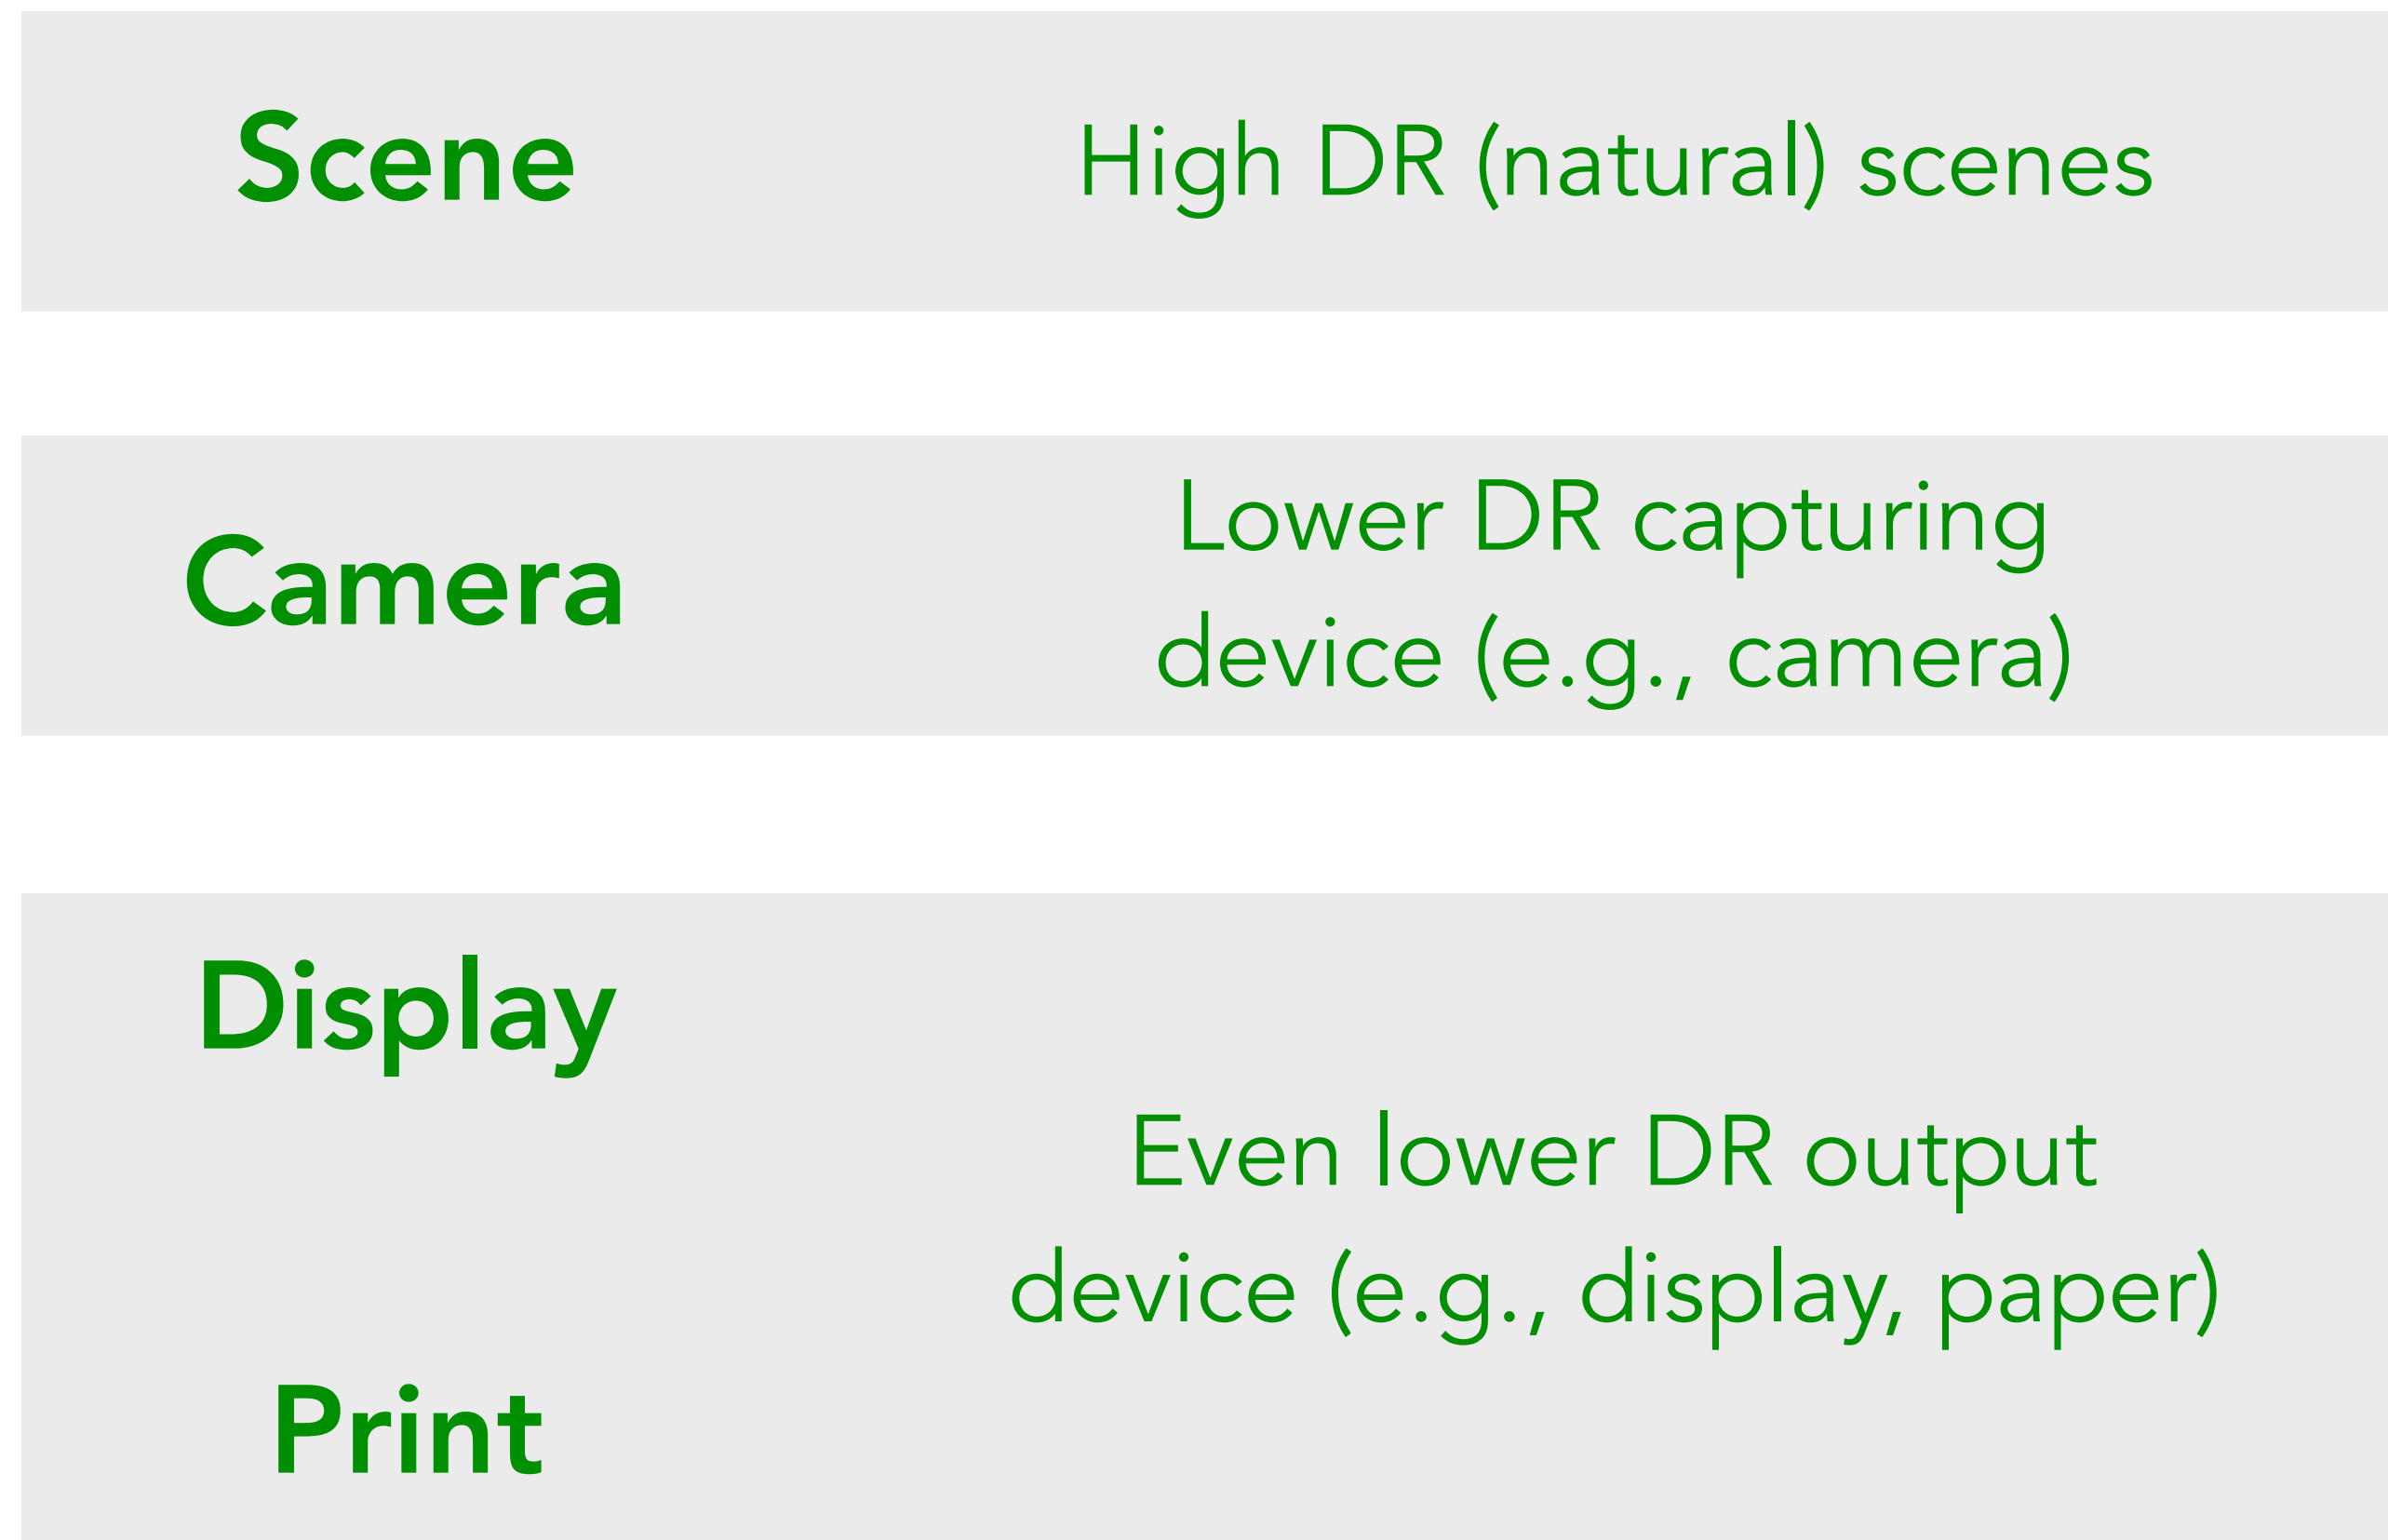 Scene
High DR (natural) scenes
Camera
Lower DR capturing
device (e.g., camera)
Display
Even lower DR output
device (e.g., display, paper)
Print